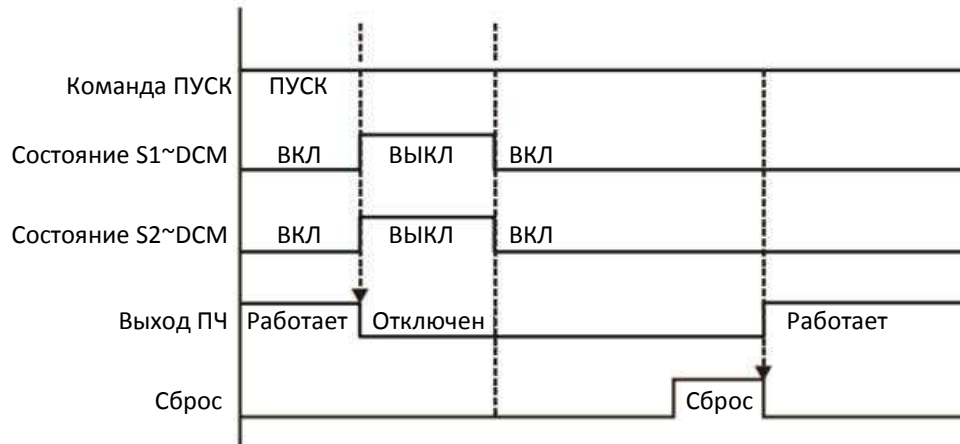 Команда ПУСК ПУСК
Состояние S1~DCM ВКЛ ВЫКЛ ВКЛ
Состояние S2~DCM ВКЛ ВЫКЛ ВКЛ
Выход ПЧ Работает Отключен Работает
Сброс Сброс